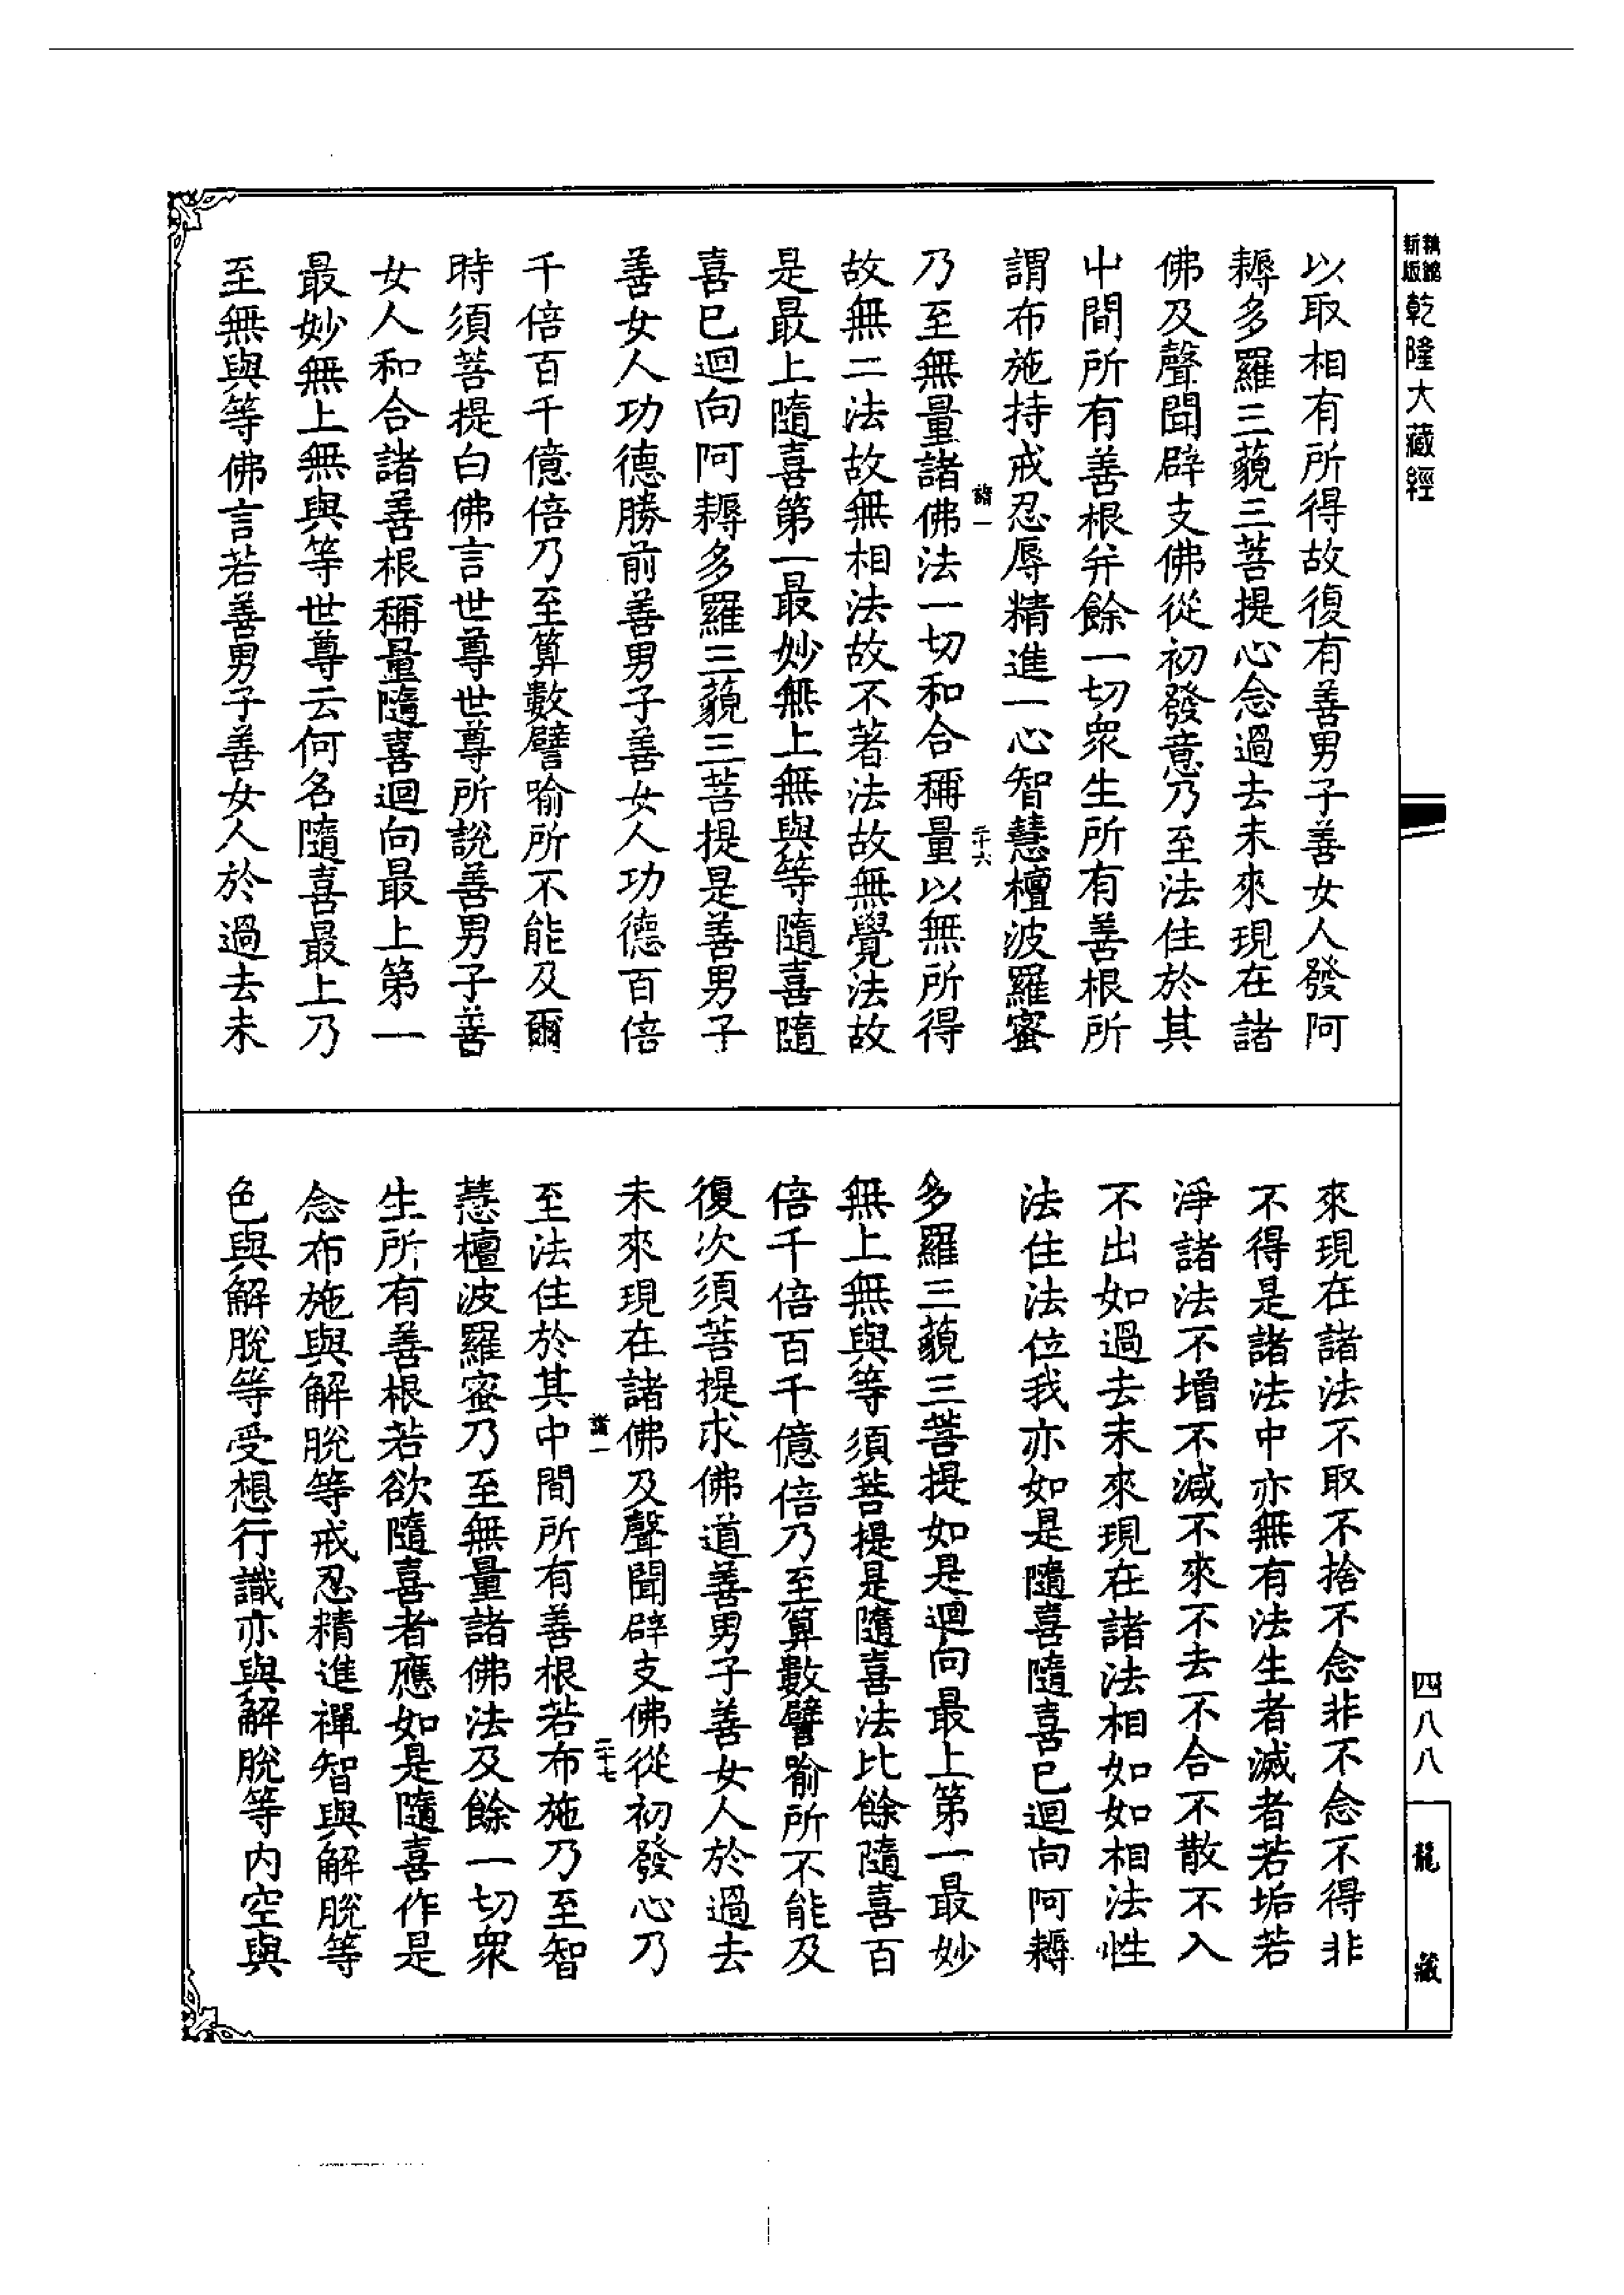 乾隆大藏經
以取相有所得故復有善男子善女人發阿
耨多羅三藐三菩提心念過去未來現在諸
佛及聲聞辟支佛從初發意乃至法住於其
中間所有善根弁餘一切眾生所有善根所
謂布施持戒忍辱精進一心智慧檀波羅蜜
諸一
二十六
乃至無量諸佛法一切和合稱量以無所得
故無二法故無相法故不著法故無覺法故
是最上隨喜第一最妙無上無與等隨喜隨
喜已迴向阿耨多羅三藐三菩提是善男子
善女人功德勝前善男子善女人功德百倍
千倍百千億倍乃至算數譬喻所不能及爾
時須菩提白佛言世尊世尊所說善男子善
女人和合諸善根稱量隨喜迴向最上第一
最妙無上無與等世尊云何名隨喜最上乃
至無與等佛言若善男子善女人於過去未
來現在諸法不取不捨不念非不念不得非
不得是諸法中亦無有法生者滅者若垢若
淨諸法不增不減不來不去不合不散不入
不出如過去未來現在諸法相如如相法性
法住法位我亦如是隨喜隨喜已迴向阿耨
多羅三藐三菩提如是迴向最上第一最妙
無上無與等須菩提是隨喜法比餘隨喜百
倍千倍百千億倍乃至算數譬喻所不能及
復次須菩提求佛道善男子善女人於過去
未來現在諸佛及聲聞辟支佛從初發心乃
諸一
二十七
至法住於其中間所有善根若布施乃至智
慧檀波羅蜜乃至無量諸佛法及餘一切眾
生所有善根若欲隨喜者應如是隨喜作是
念布施與解脫等戒忍精進禪智與解脫等
色與解脫等受想行識亦與解脫等內空與
四八八
龍藏